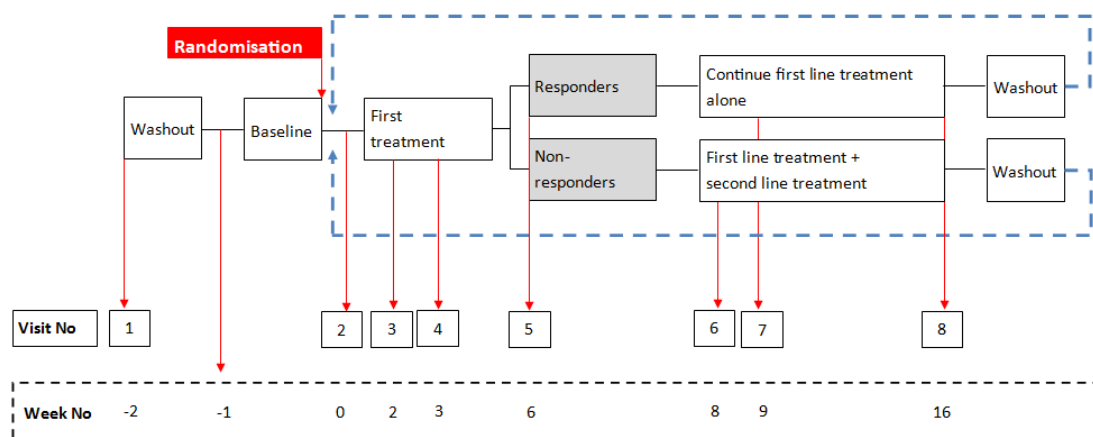 Randomisation
Washout
Baseline
First
treatment
Responders
Non-
responders
Continue first line treatment
alone
First line treatment +
second line treatment
Washout
Washout
Visit No 1 2 3 4 5 6 7 8
Week No -2 -1 0 2 3 6 8 9 16